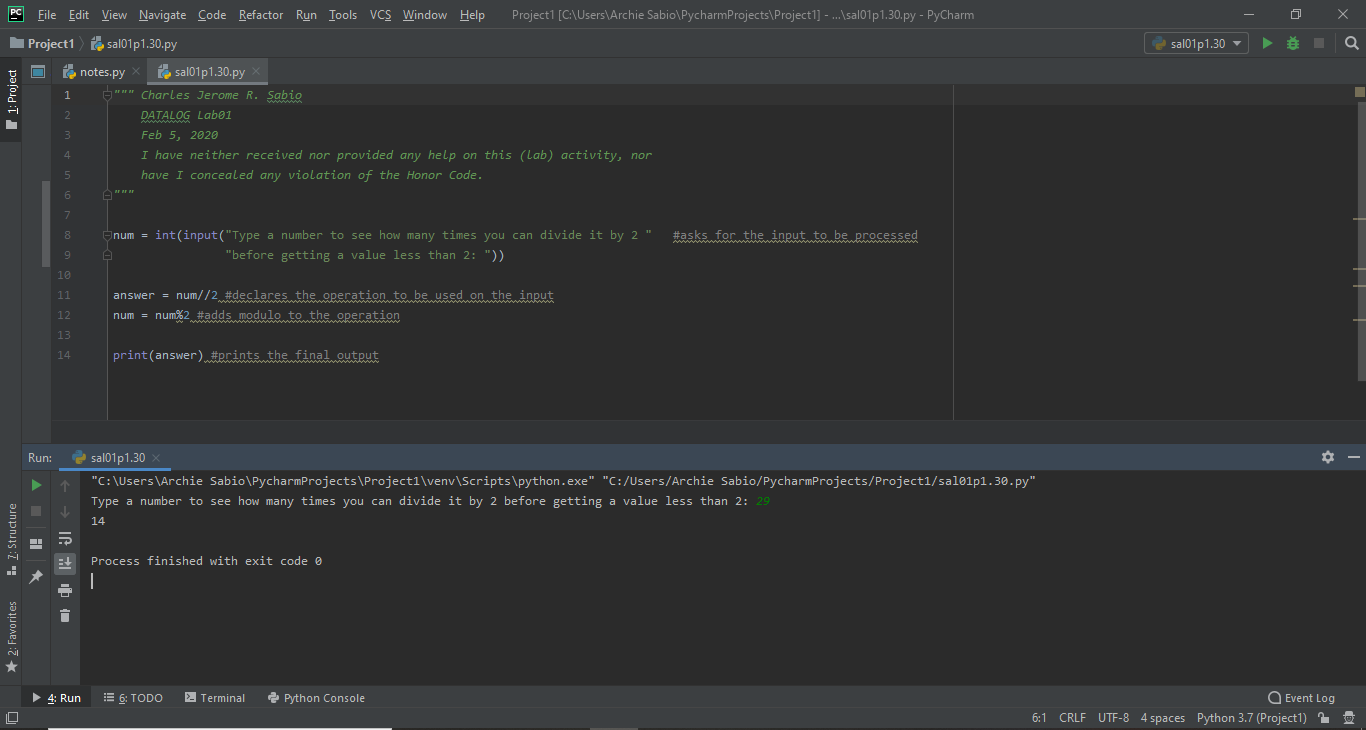 PC File Edit View Navigate Code Refactor Run Tools VCS Window Help Project1 [C:\Users\Archie Sabio\PycharmProjects\Project1] - ...\sal01p1.30.py - PyCharm
Project1 sal01p1.30.py sal01p1.30
1: Project
notes.py sal01p1.30.py
1 """ Charles Jerome R. Sabio
2 DATALOG Lab01
3 Feb 5, 2020
4 I have neither received nor provided any help on this (lab) activity, nor
5 have I concealed any violation of the Honor Code.
6 """
7
8 num = int(input("Type a number to see how many times you can divide it by 2 " #asks for the input to be processed
9 "before getting a value less than 2: "))
10
11 answer = num//2 #declares the operation to be used on the input
12 num = num%2 #adds modulo to the operation
13
14 print(answer) #prints the final output
Run: sal01p1.30
"C:\Users\Archie Sabio\PycharmProjects\Project1\venv\Scripts\python.exe" "C:/Users/Archie Sabio/PycharmProjects/Project1/sal01p1.30.py"
Type a number to see how many times you can divide it by 2 before getting a value less than 2: 29
14
Process finished with exit code 0
7: Structure
2: Favorites
4: Run 6: TODO Terminal Python Console Event Log
6:1 CRLF UTF-8 4 spaces Python 3.7 (Project1)